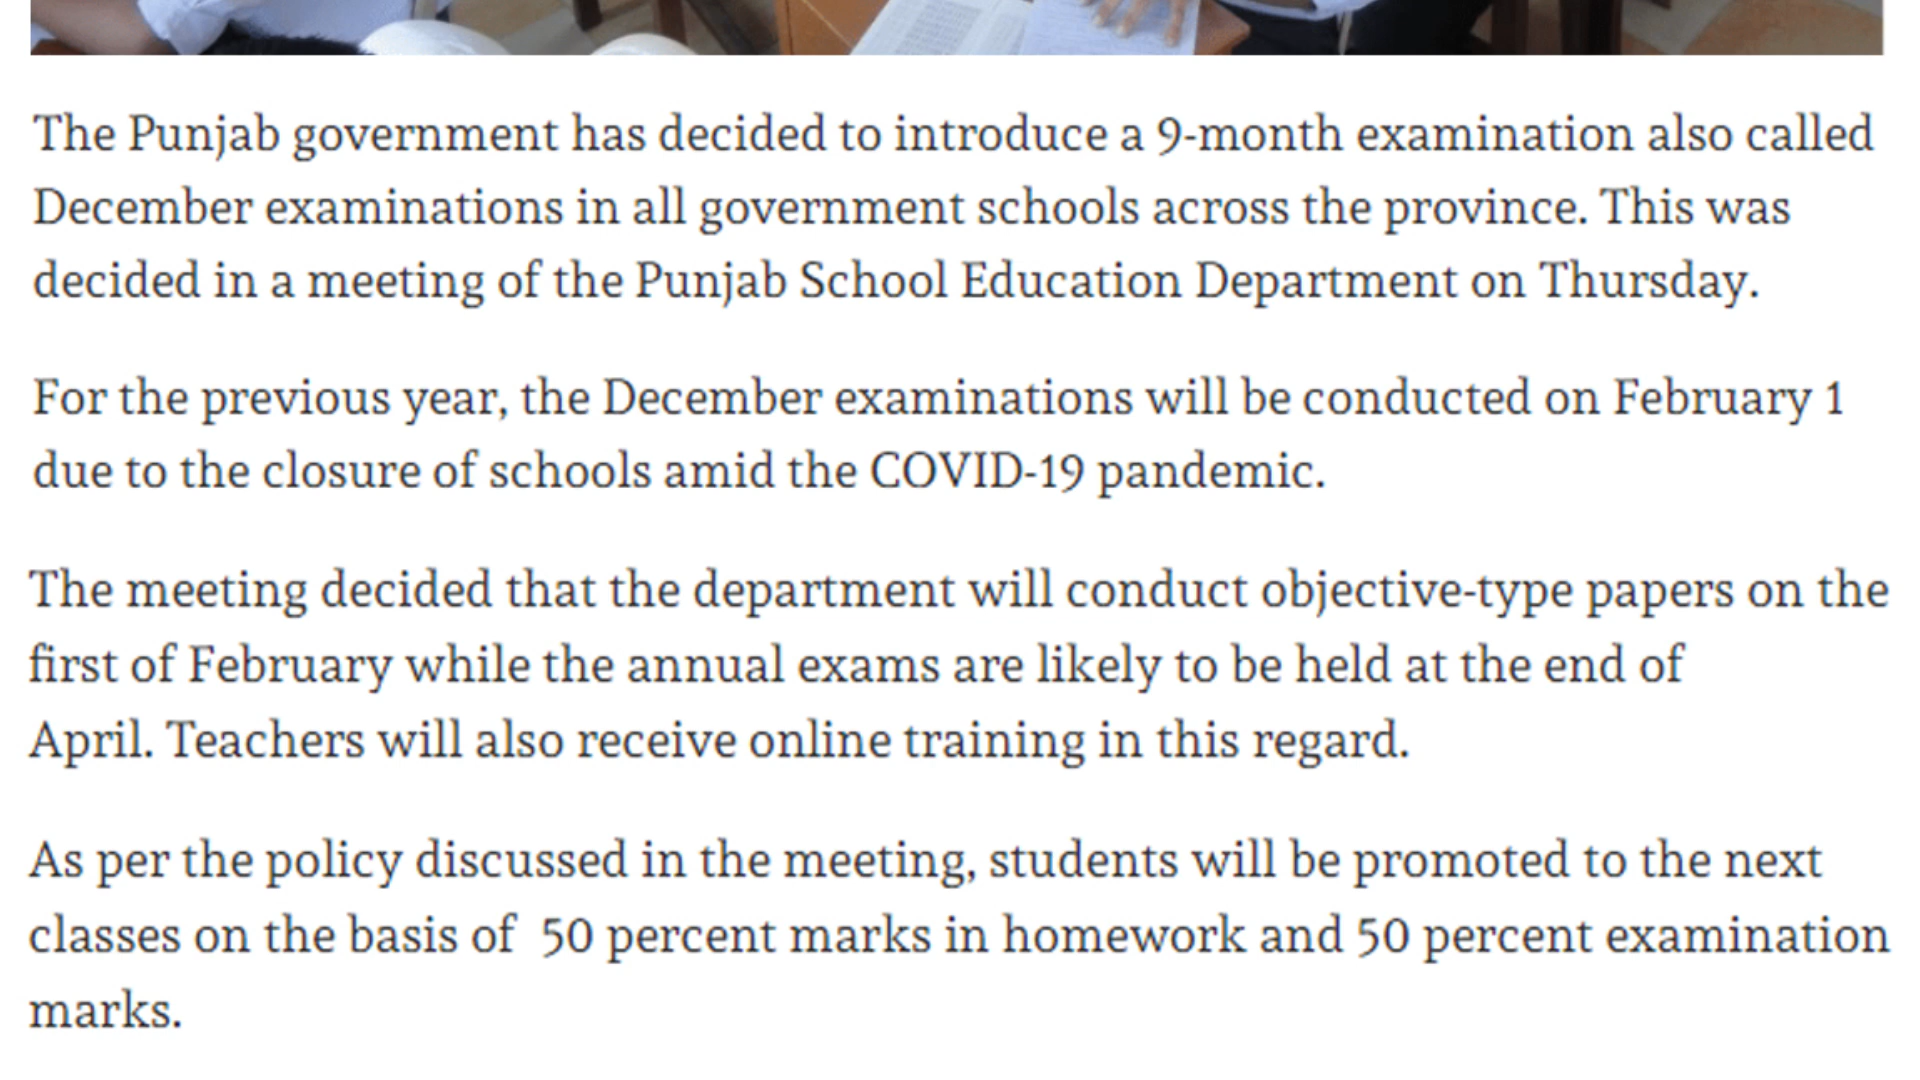 The Punjab government has decided to introduce a 9-month examination also called
December examinations in all government schools across the province. This was
decided in a meeting of the Punjab School Education Department on Thursday.
For the previous year, the December examinations will be conducted on February 1
due to the closure of schools amid the COVID-19 pandemic.
The meeting decided that the department will conduct objective-type papers on the
first of February while the annual exams are likely to be held at the end of
April. Teachers will also receive online training in this regard.
As per the policy discussed in the meeting, students will be promoted to the next
classes on the basis of 50 percent marks in homework and 50 percent examination
marks.